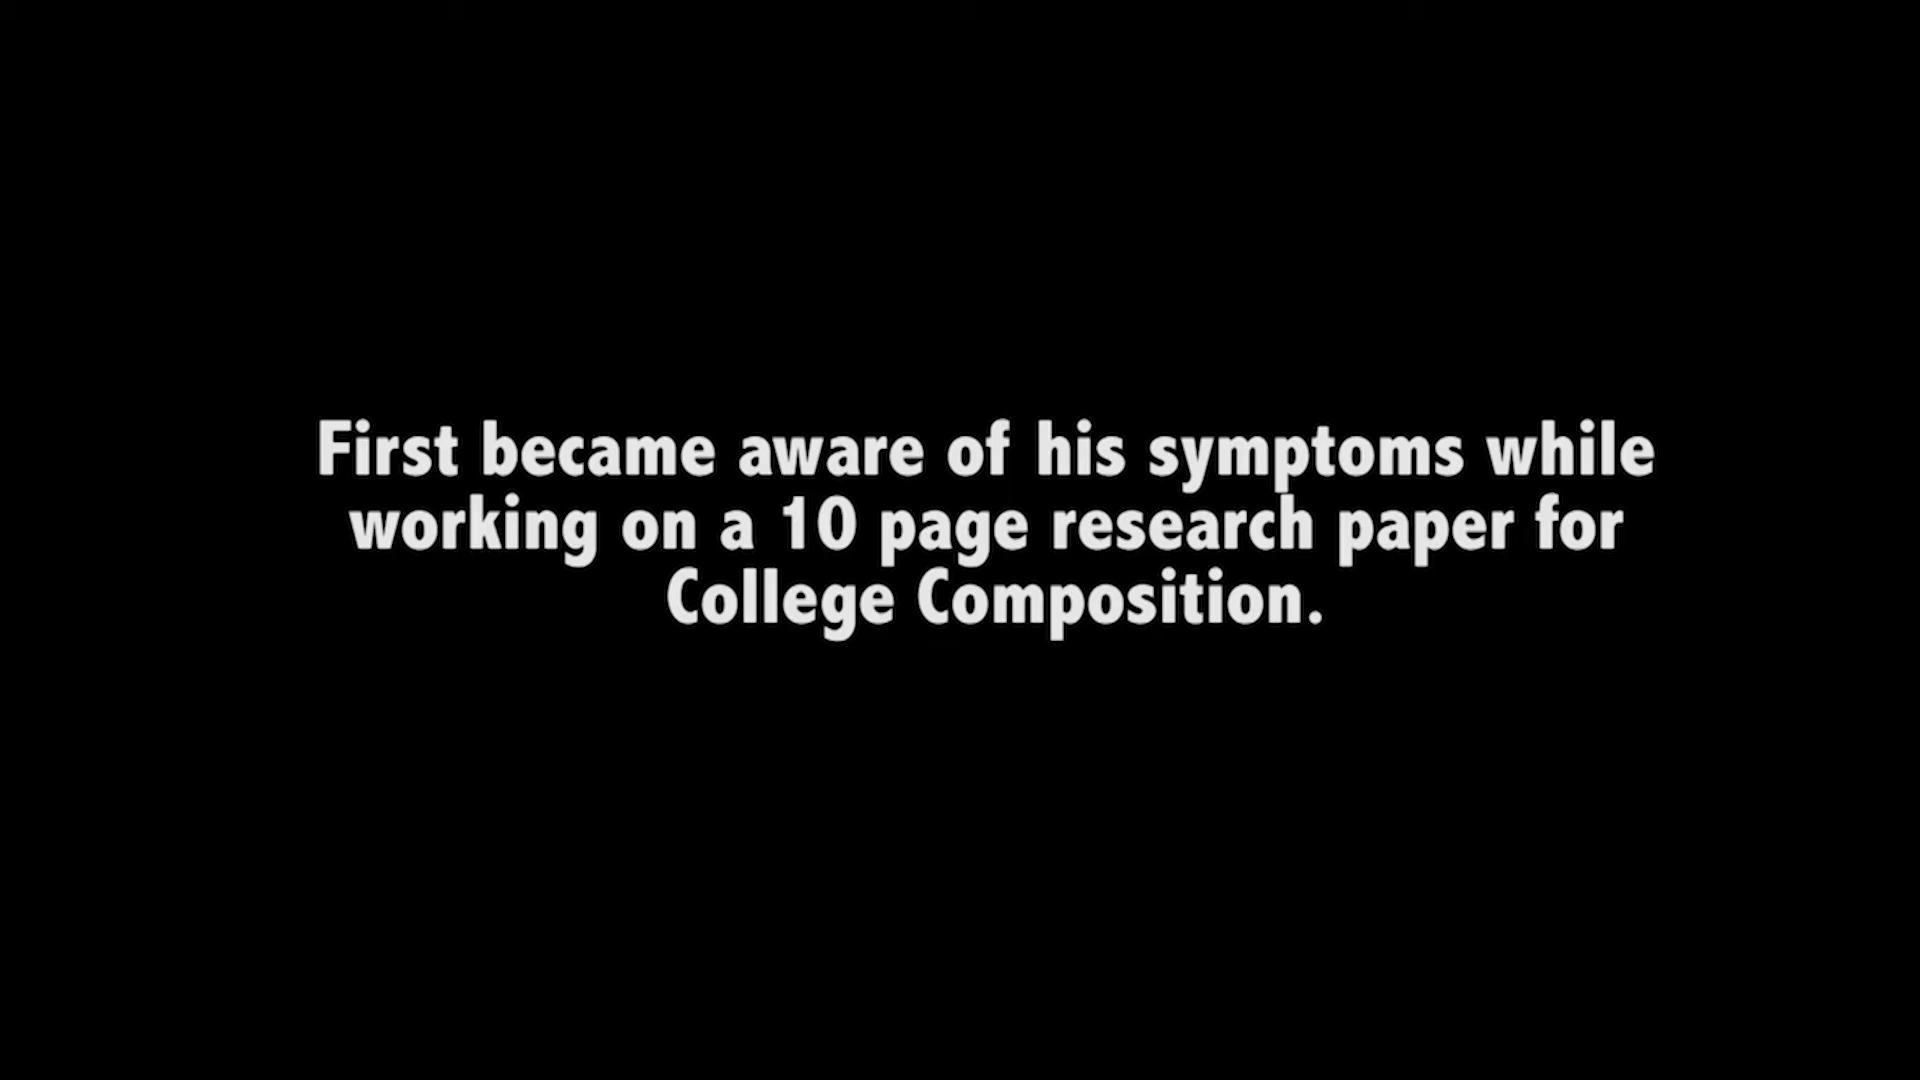 First became aware of his symptoms while
working on a 10 page research paper for
College Composition.